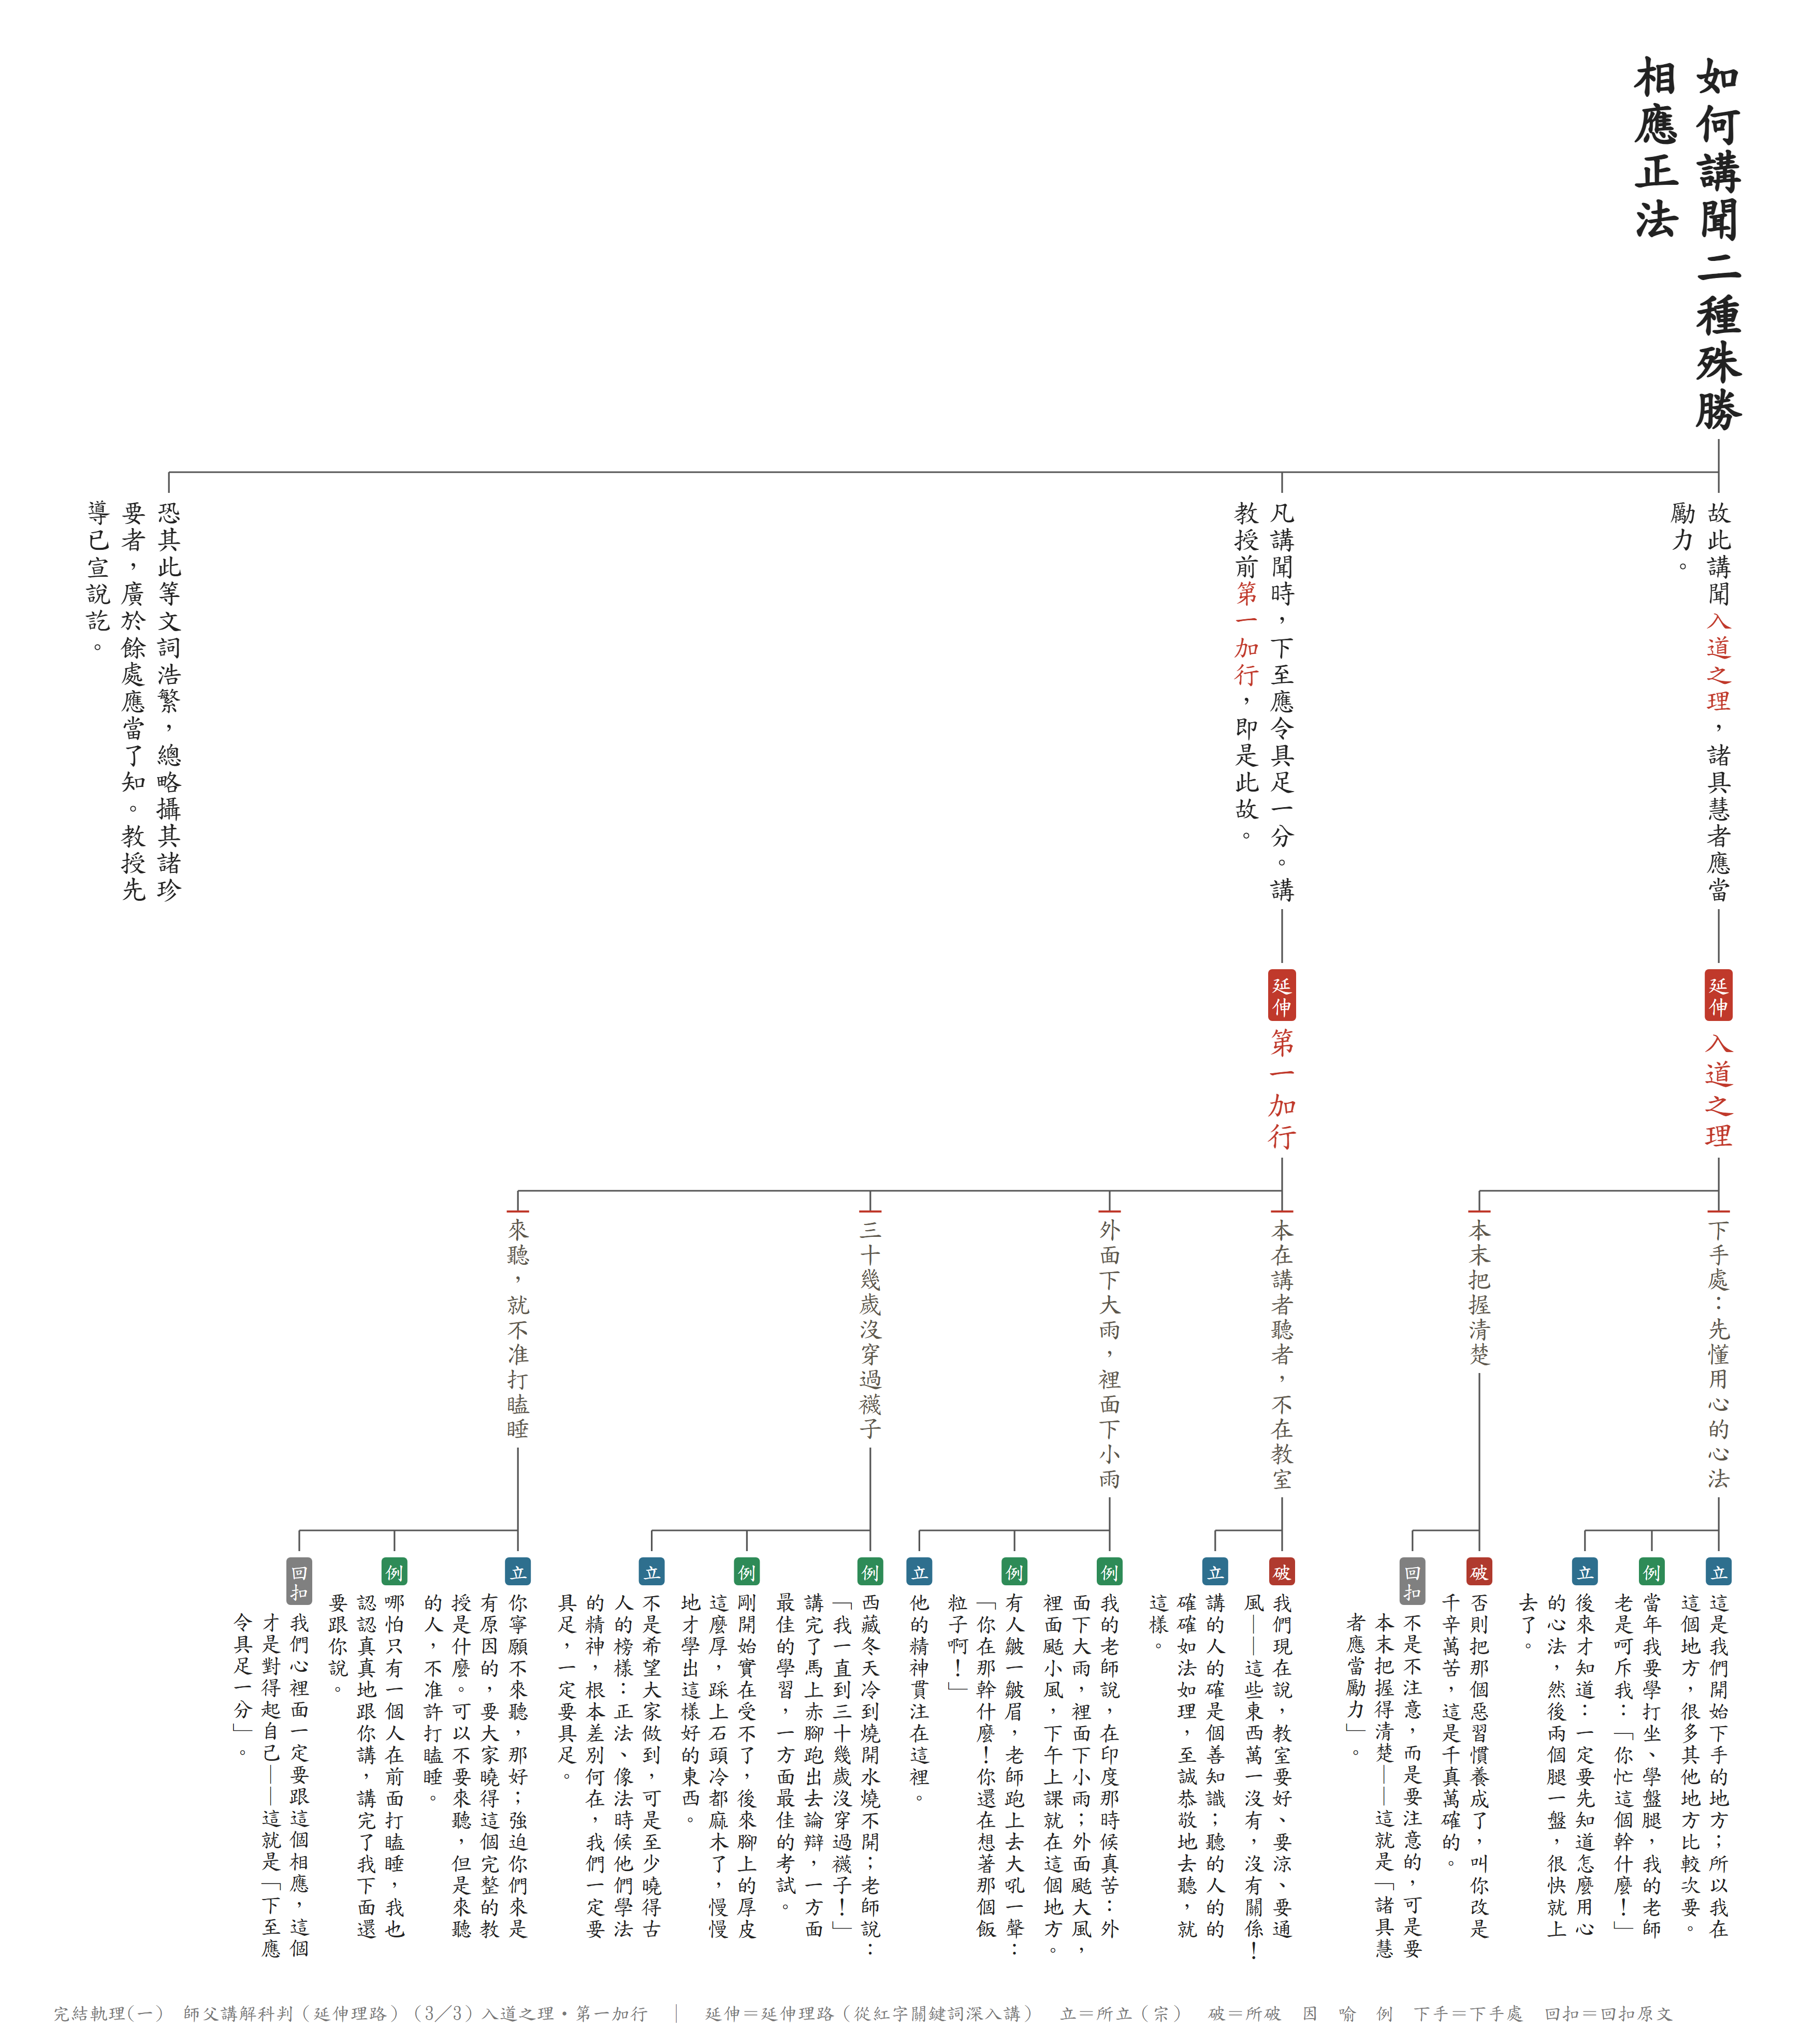 如何講聞二種殊勝
相應正法
故此講聞入道之理，諸具慧者應當
勵力。
凡講聞時，下至應令具足一分。講
教授前第一加行，即是此故。
恐其此等文詞浩繁，總略攝其諸珍
要者，廣於餘處應當了知。教授先
導已宣說訖。
延伸
入道之理
延伸
第一加行
下手處：先懂用心的心法
本末把握清楚
本在講者聽者，不在教室
外面下大雨，裡面下小雨
三十幾歲沒穿過襪子
來聽，就不准打瞌睡
立
這是我們開始下手的地方；所以我在
這個地方，很多其他地方比較次要。
例
當年我要學打坐、學盤腿，我的老師
老是呵斥我：「你忙這個幹什麼！」
立
後來才知道：一定要先知道怎麼用心
的心法，然後兩個腿一盤，很快就上
去了。
破
否則把那個惡習慣養成了，叫你改是
千辛萬苦，這是千真萬確的。
回扣
不是不注意，而是要注意的，可是要
本末把握得清楚——這就是「諸具慧
者應當勵力」。
破
我們現在說，教室要好、要涼、要通
風——這些東西萬一沒有，沒有關係！
立
講的人的確是個善知識；聽的人的的
確確如法如理，至誠恭敬地去聽，就
這樣。
例
我的老師說，在印度那時候真苦：外
面下大雨，裡面下小雨；外面颳大風，
裡面颳小風，下午上課就在這個地方。
例
有人皺一皺眉，老師跑上去大吼一聲：
「你在那幹什麼！你還在想著那個飯
粒子啊！」
立
他的精神貫注在這裡。
例
西藏冬天冷到燒開水燒不開；老師說：
「我一直到三十幾歲沒穿過襪子！」
講完了馬上赤腳跑出去論辯，一方面
最佳的學習，一方面最佳的考試。
例
剛開始實在受不了，後來腳上的厚皮
這麼厚，踩上石頭冷都麻木了，慢慢
地才學出這樣好的東西。
立
不是希望大家做到，可是至少曉得古
人的榜樣：正法、像法時候他們學法
的精神，根本差別何在，我們一定要
具足，一定要具足。
立
你寧願不來聽，那好；強迫你們來是
有原因的，要大家曉得這個完整的教
授是什麼。可以不要來聽，但是來聽
的人，不准許打瞌睡。
例
哪怕只有一個人在前面打瞌睡，我也
認認真真地跟你講，講完了我下面還
要跟你說。
回扣
我們心裡面一定要跟這個相應，這個
才是對得起自己——這就是「下至應
令具足一分」。
完結軌理(一)　師父講解科判（延伸理路）（3／3）入道之理・第一加行　｜　延伸＝延伸理路（從紅字關鍵詞深入講）　立＝所立（宗）　破＝所破　因　喻　例　下手＝下手處　回扣＝回扣原文